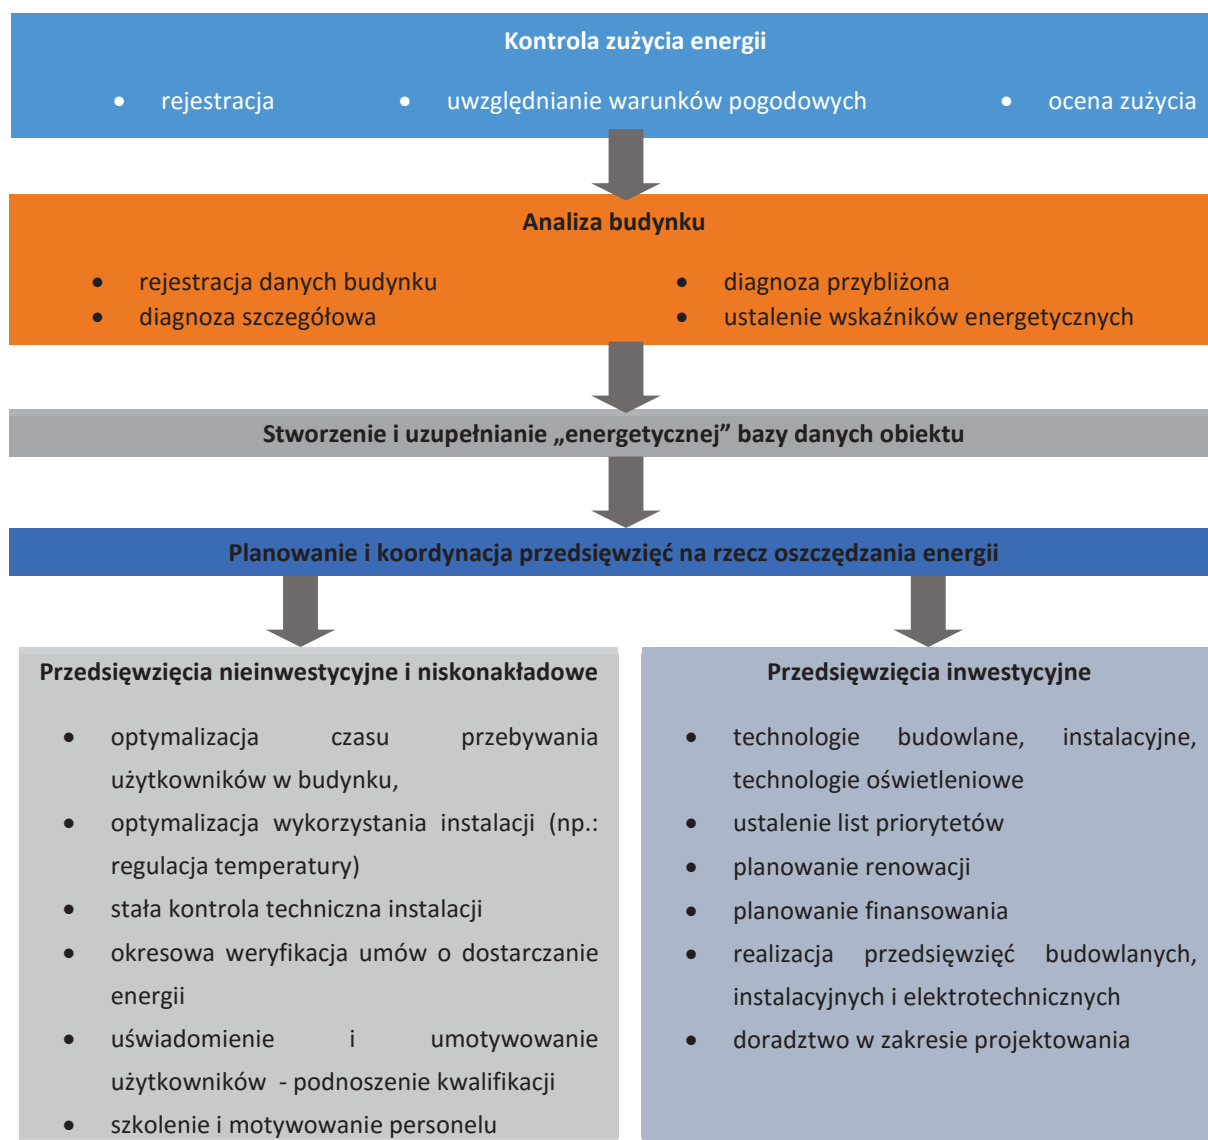 Kontrola zużycia energii
• rejestracja • uwzględnianie warunków pogodowych • ocena zużycia
Analiza budynku
• rejestracja danych budynku
• diagnoza szczegółowa
• diagnoza przybliżona
• ustalenie wskaźników energetycznych
Stworzenie i uzupełnianie „energetycznej” bazy danych obiektu
Planowanie i koordynacja przedsięwzięć na rzecz oszczędzania energii
Przedsięwzięcia nieinwestycyjne i niskonakładowe
• optymalizacja czasu przebywania
użytkowników w budynku,
• optymalizacja wykorzystania instalacji (np.:
regulacja temperatury)
• stała kontrola techniczna instalacji
• okresowa weryfikacja umów o dostarczanie
energii
• uświadomienie i umotywowanie
użytkowników - podnoszenie kwalifikacji
• szkolenie i motywowanie personelu
Przedsięwzięcia inwestycyjne
• technologie budowlane, instalacyjne,
technologie oświetleniowe
• ustalenie list priorytetów
• planowanie renowacji
• planowanie finansowania
• realizacja przedsięwzięć budowlanych,
instalacyjnych i elektrotechnicznych
• doradztwo w zakresie projektowania